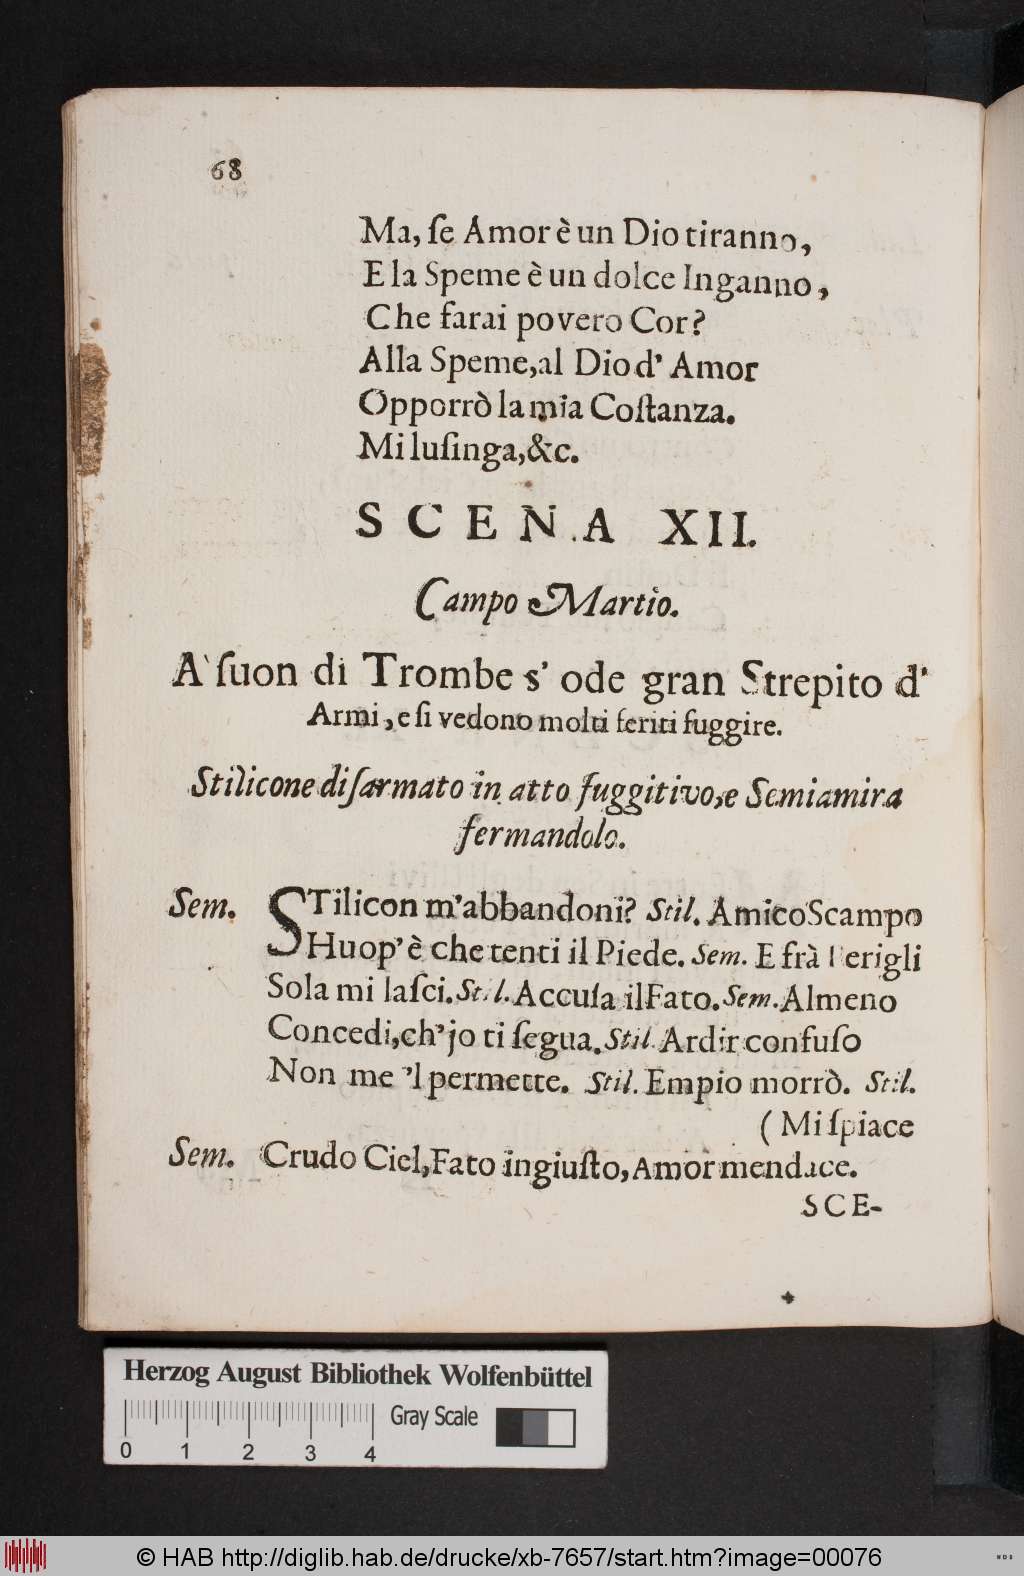 68
Ma, ſe Amor è un Dio tiranno,
E la Speme è un dolce Inganno,
Che farai povero Cor?
Alla Speme, al Dio d' Amor
Opporrò la mia Coſtanza.
Mi luſinga, &c.
SCENA XII.
Campo Martio.
A' ſuon di Trombe s' ode gran Strepito d'
Armi, e ſi vedono molti feriti fuggire.
Stilicone diſarmato in atto fuggitivo, e Semiamira
fermandolo.
Sem. STilicon m'abbandoni? Stil. Amico Scampo
Huop' è che tenti il Piede. Sem. E frà Perigli
Sola mi laſci. Stil. Accuſa il Fato. Sem. Almeno
Concedi, ch' jo ti ſegua. Stil. Ardir confuſo
Non me 'l permette. Stil. Empio morrò. Stil.
( Mi ſpiace
Sem. Crudo Ciel, Fato ingiuſto, Amor mendace.
SCE-
Herzog August Bibliothek Wolfenbüttel
Gray Scale
0 1 2 3 4
© HAB http://diglib.hab.de/drucke/xb-7657/start.htm?image=00076